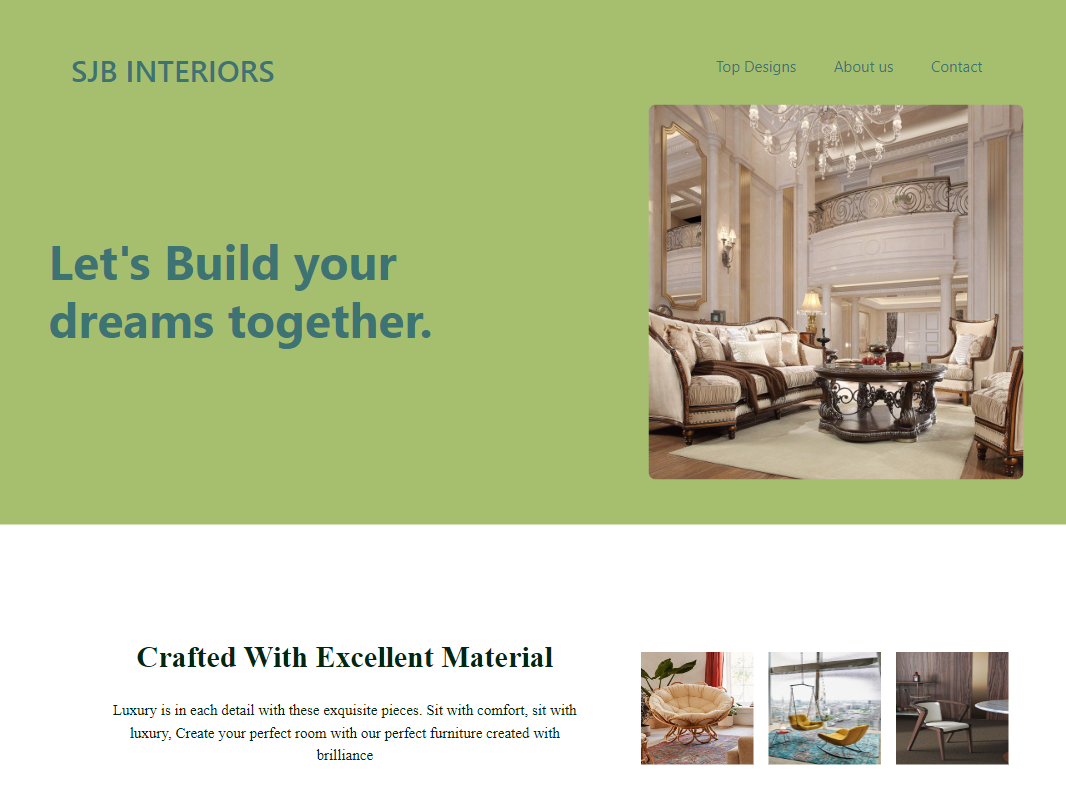 SJB INTERIORS
Top Designs About us Contact
Let's Build your
dreams together.
Crafted With Excellent Material
Luxury is in each detail with these exquisite pieces. Sit with comfort, sit with
luxury, Create your perfect room with our perfect furniture created with
brilliance